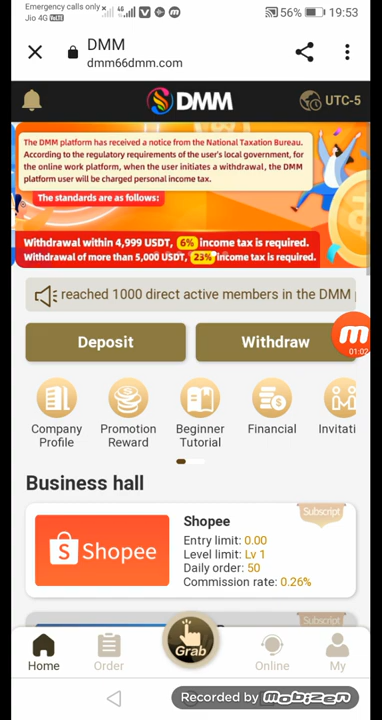 Emergency calls only
Jio 4G VoLTE
4G
56%
19:53
DMM
dmm66dmm.com
DMM
UTC-5
The DMM platform has received a notice from the National Taxation Bureau.
According to the regulatory requirements of the user's local government, for
the online work platform, when the user initiates a withdrawal, the DMM
platform user will be charged personal income tax.
The standards are as follows:
Withdrawal within 4,999 USDT, 6% income tax is required.
Withdrawal of more than 5,000 USDT, 23% income tax is required.
reached 1000 direct active members in the DMM
Deposit
Withdraw
01:02
Company
Profile
Promotion
Reward
Beginner
Tutorial
Financial
Invitati
Business hall
Subscript
Shopee
Shopee
Entry limit: 0.00
Level limit: Lv 1
Daily order: 50
Commission rate: 0.26%
Subscript
Grab
Home
Order
Online
My
Recorded by Mobizen